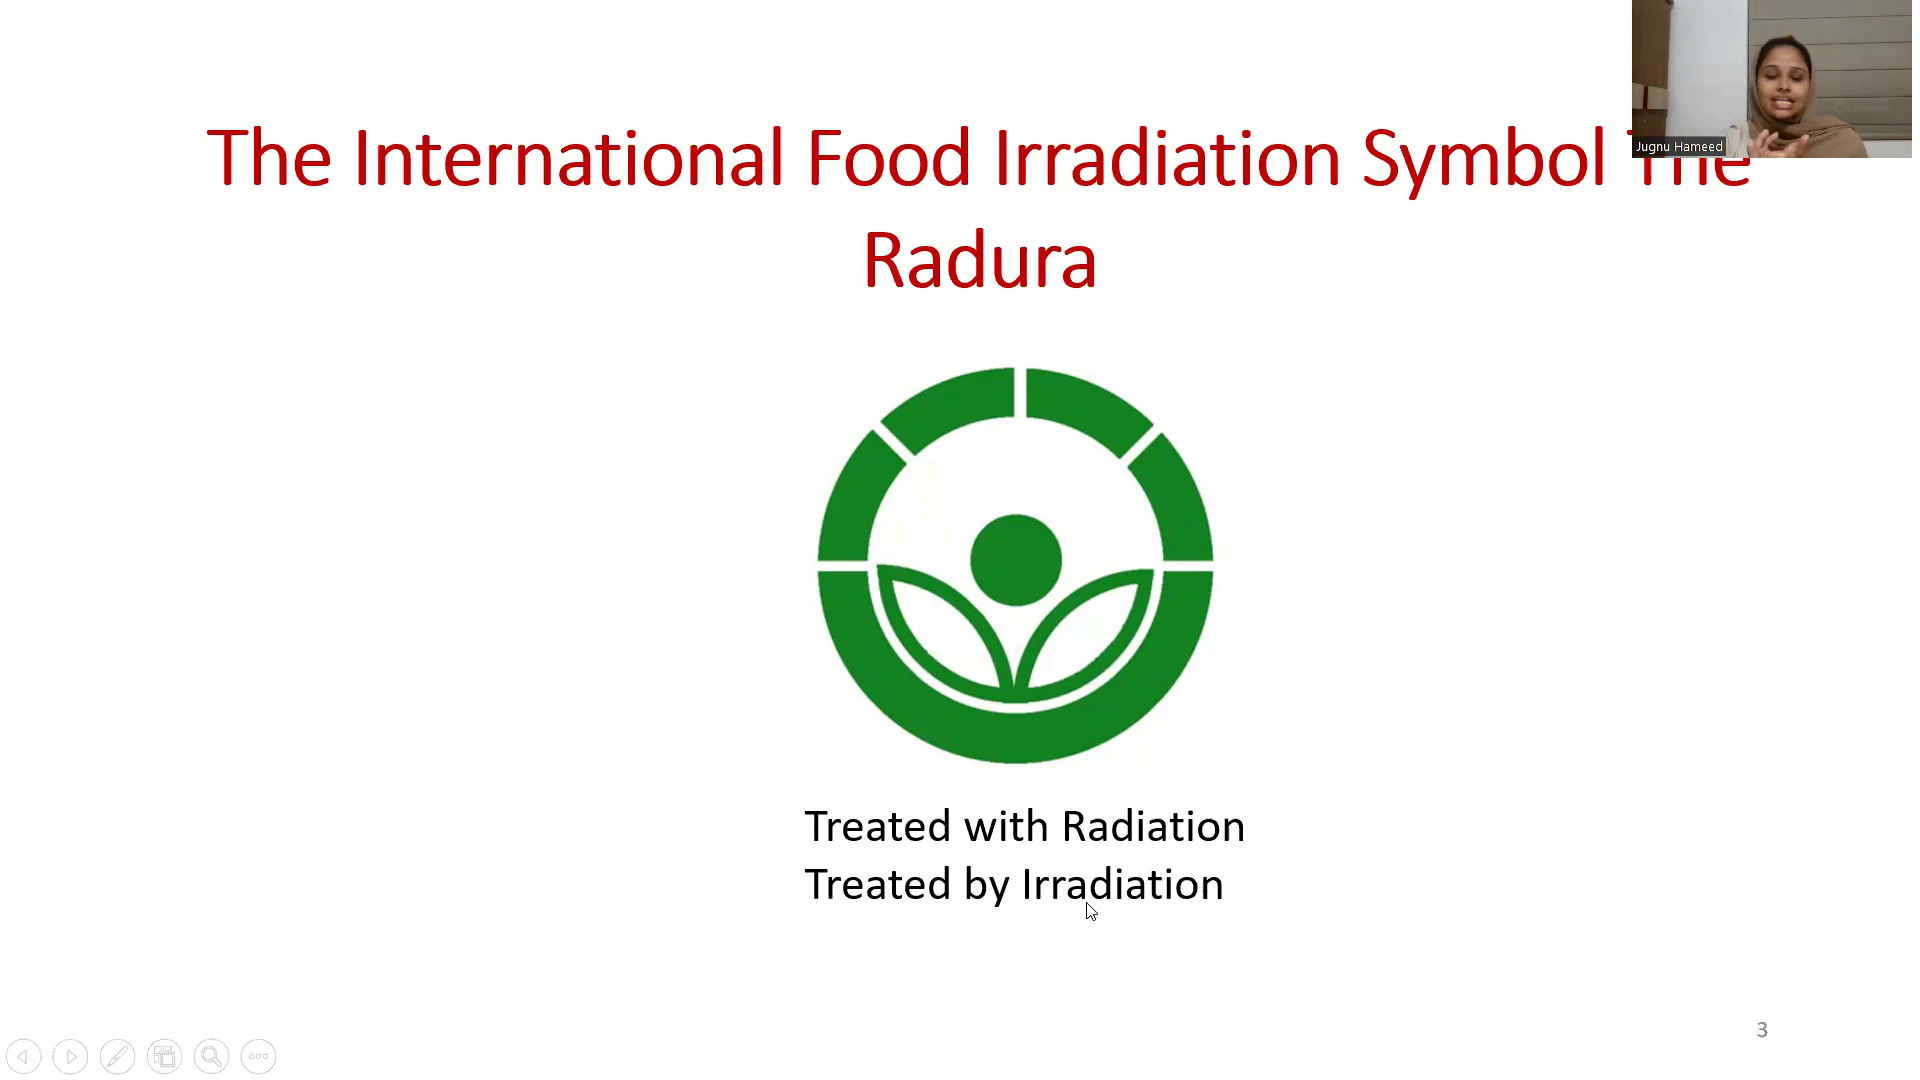 The International Food Irradiation Symbol The
Radura
Jugnu Hameed
Treated with Radiation
Treated by Irradiation
3